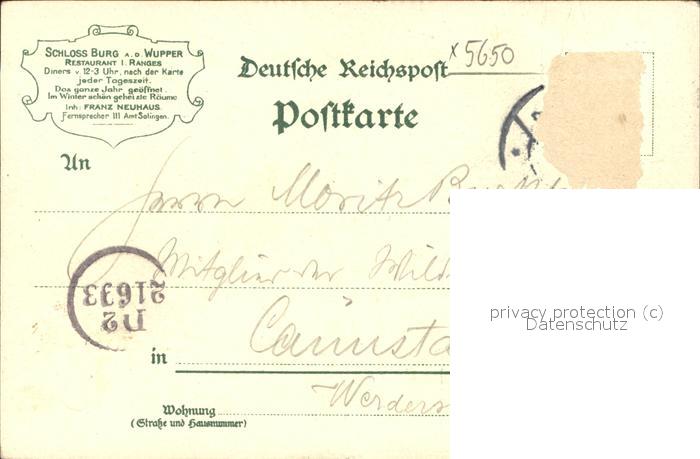 SCHLOSS BURG A.D. WUPPER
RESTAURANT I. RANGES
Diners v. 12-3 Uhr, nach der Karte
jeder Tageszeit.
Das ganze Jahr geöffnet.
Im Winter schön geheizte Räume
Inh: FRANZ NEUHAUS.
Fernsprecher 111 Amt Solingen.
x 5650
Deutsche Reichspost
Postkarte
An
Herrn Moritz
Mitglied der Wild
in Cannsta
Werders
Wohnung
(Straße und Hausnummer)
privacy protection (c)
Datenschutz